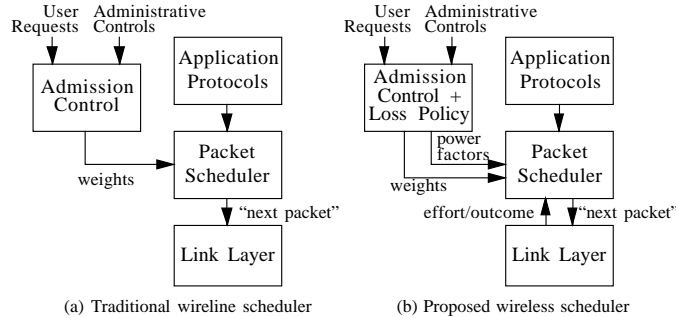 User Requests
Administrative Controls
Admission Control
Application Protocols
Packet Scheduler
weights
“next packet”
Link Layer
(a) Traditional wireline scheduler
User Requests
Administrative Controls
Admission Control + Loss Policy
Application Protocols
power factors
Packet Scheduler
weights
effort/outcome
“next packet”
Link Layer
(b) Proposed wireless scheduler